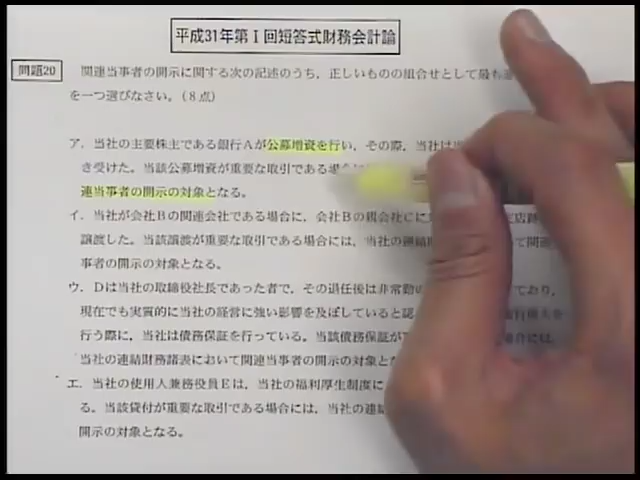 平成31年第Ⅰ回短答式財務会計論
問題20 関連当事者の開示に関する次の記述のうち，正しいものの組合せとして最も
を一つ選びなさい。（8点）
ア．当社の主要株主である銀行Aが公募増資を行い，その際，当社は
き受けた。当該公募増資が重要な取引である場合に
連当事者の開示の対象となる。
イ．当社が会社Bの関連会社である場合に，会社Bの親会社Cに
譲渡した。当該譲渡が重要な取引である場合には，当社の連結 て関連
事者の開示の対象となる。
ウ．Dは当社の取締役社長であった者で，その退任後は非常勤の ており，
現在でも実質的に当社の経営に強い影響を及ぼしていると認
行う際に，当社は債務保証を行っている。当該債務保証が 合には，
当社の連結財務諸表において関連当事者の開示の対象と
エ．当社の使用人兼務役員Eは，当社の福利厚生制度に
る。当該貸付が重要な取引である場合には，当社の連結
開示の対象となる。